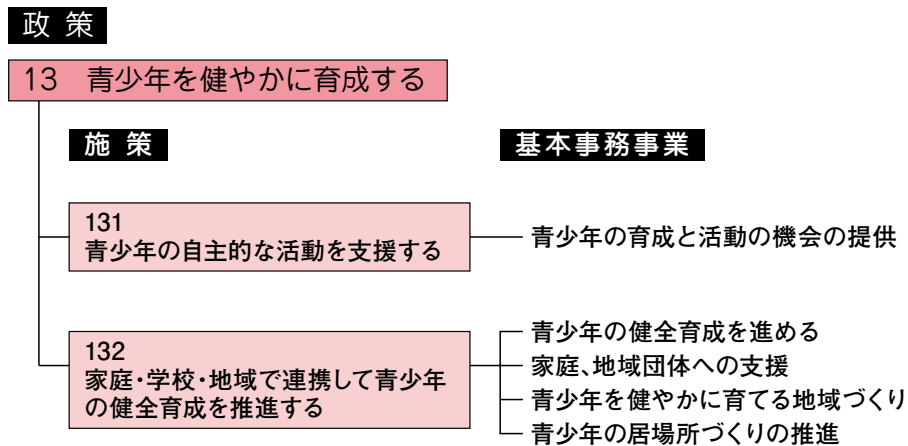 政策
13 青少年を健やかに育成する
施策
基本事務事業
131
青少年の自主的な活動を支援する
青少年の育成と活動の機会の提供
132
家庭・学校・地域で連携して青少年
の健全育成を推進する
青少年の健全育成を進める
家庭、地域団体への支援
青少年を健やかに育てる地域づくり
青少年の居場所づくりの推進